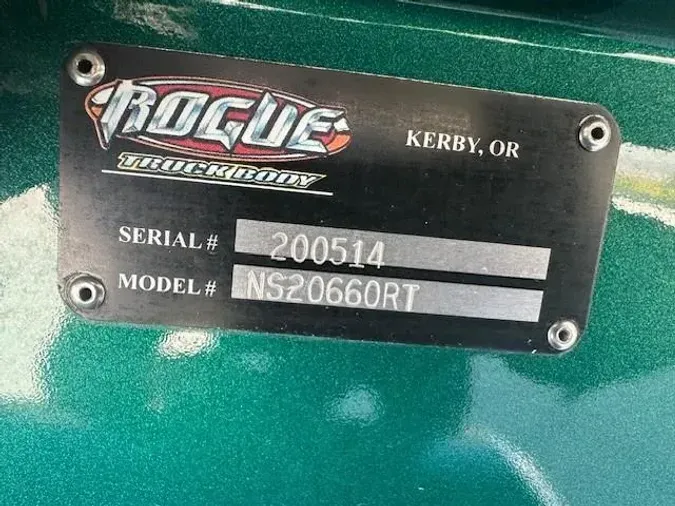 ROGUE
TRUCK BODY
KERBY, OR
SERIAL # 200514
MODEL # NS20660RT